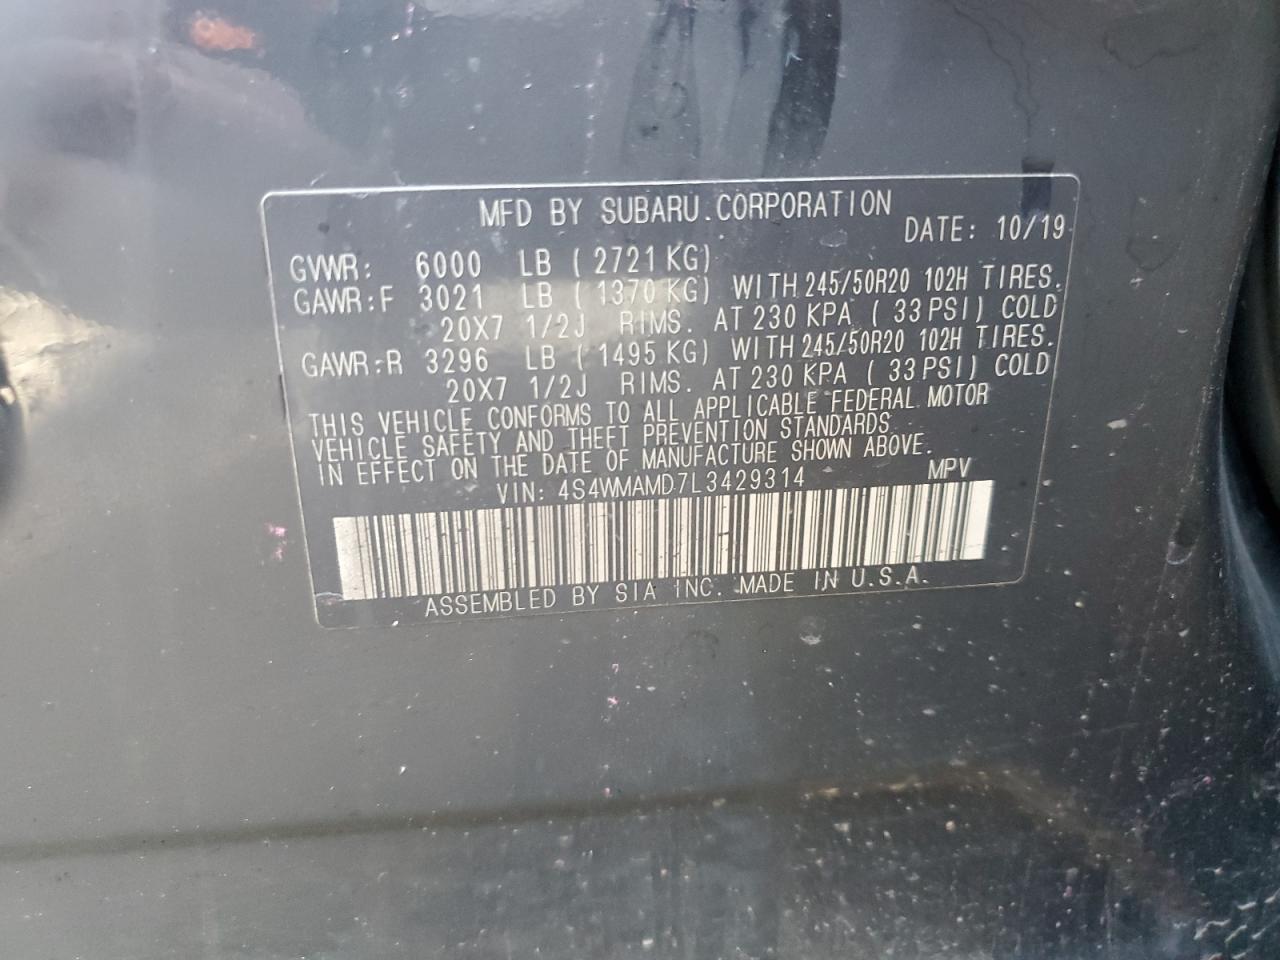 MFD BY SUBARU CORPORATION
DATE: 10/19
GVWR: 6000 LB ( 2721 KG)
GAWR:F 3021 LB ( 1370 KG) WITH 245/50R20 102H TIRES.
20X7 1/2J RIMS. AT 230 KPA ( 33 PSI) COLD
GAWR:R 3296 LB ( 1495 KG) WITH 245/50R20 102H TIRES.
20X7 1/2J RIMS. AT 230 KPA ( 33 PSI) COLD
THIS VEHICLE CONFORMS TO ALL APPLICABLE FEDERAL MOTOR
VEHICLE SAFETY AND THEFT PREVENTION STANDARDS
IN EFFECT ON THE DATE OF MANUFACTURE SHOWN ABOVE.
VIN: 4S4WMAMD7L3429314 MPV
ASSEMBLED BY SIA INC. MADE IN U.S.A.